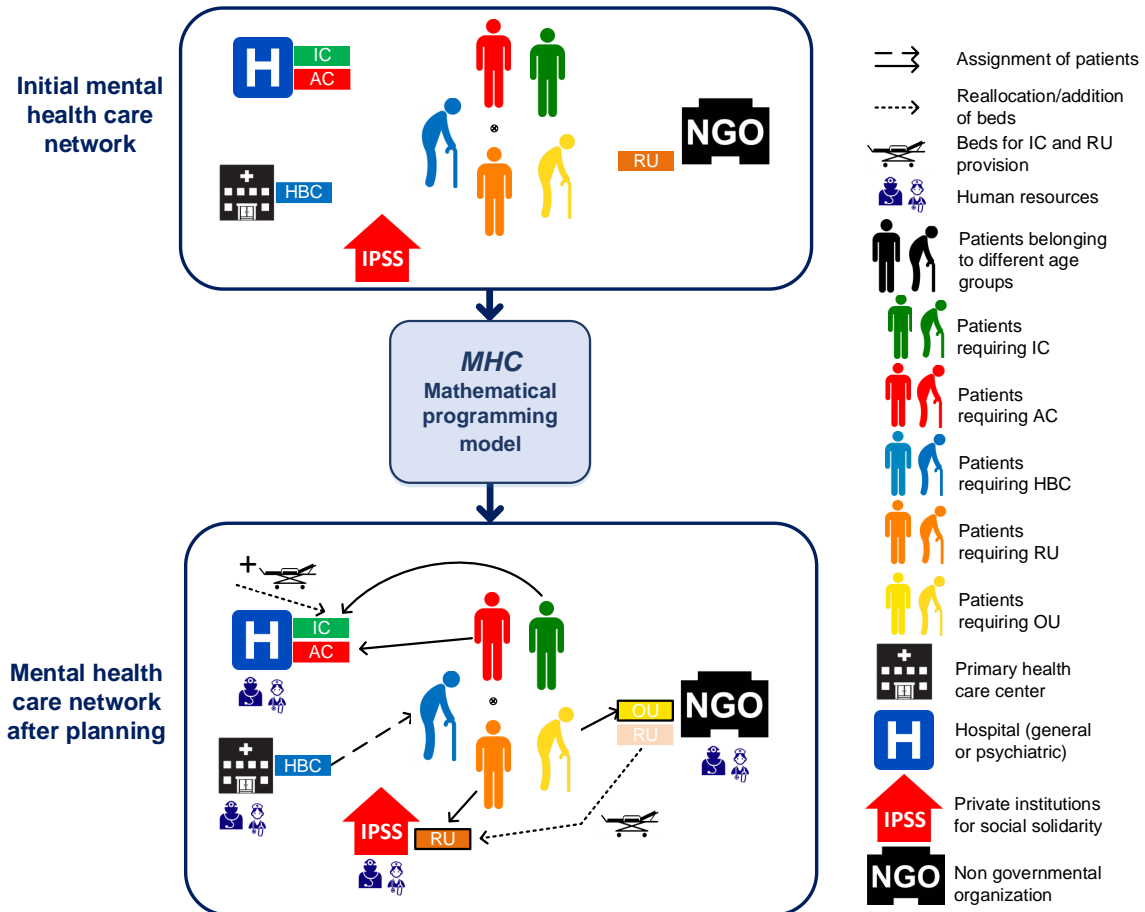 Initial mental
health care
network
H
IC
AC
HBC
IPSS
RU
NGO
MHC
Mathematical
programming
model
Mental health
care network
after planning
+
H
IC
AC
HBC
IPSS
RU
OU
RU
NGO
Assignment of patients
Reallocation/addition
of beds
Beds for IC and RU
provision
Human resources
Patients belonging
to different age
groups
Patients
requiring IC
Patients
requiring AC
Patients
requiring HBC
Patients
requiring RU
Patients
requiring OU
Primary health
care center
H
Hospital (general
or psychiatric)
IPSS
Private institutions
for social solidarity
NGO
Non governmental
organization